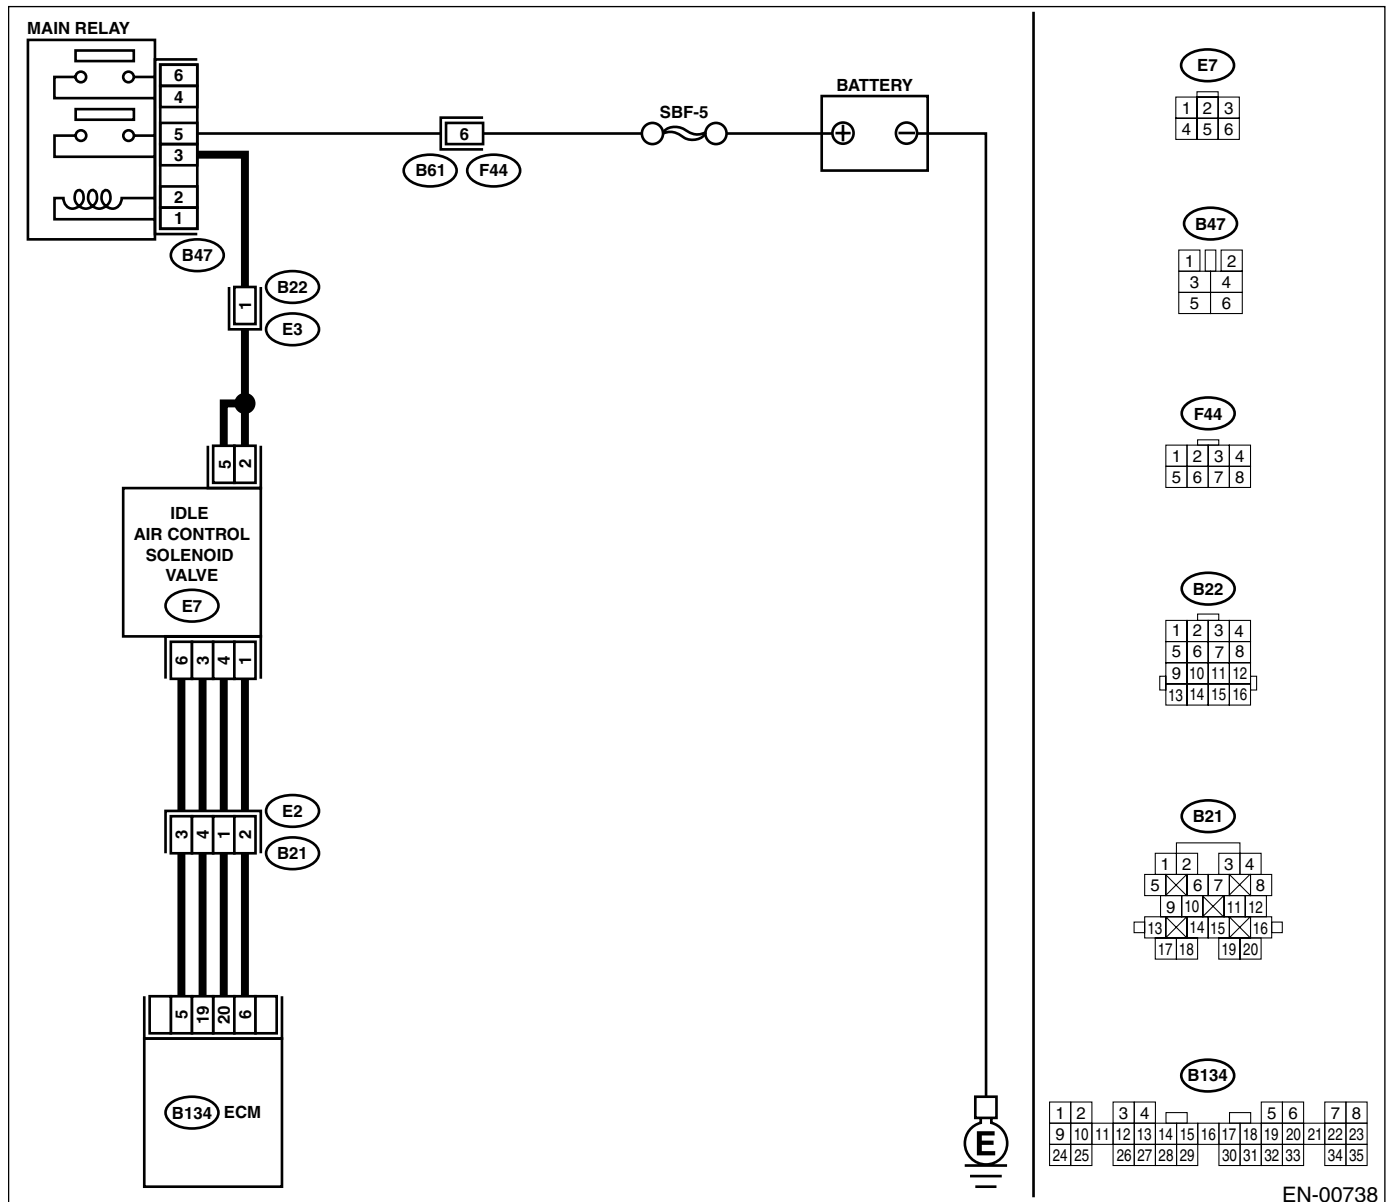 MAIN RELAY
6
4
5
3
2
1
B47
6
B61 F44
SBF-5
BATTERY
+ −
1
B22
E3
5 2
IDLE
AIR CONTROL
SOLENOID
VALVE
E7
6 3 4 1
E2
3 4 1 2
B21
5 19 20 6
B134 ECM
E
E7
1 2 3
4 5 6
B47
1 2
3 4
5 6
F44
1 2 3 4
5 6 7 8
B22
1 2 3 4
5 6 7 8
9 10 11 12
13 14 15 16
B21
1 2 3 4
5 6 7 8
9 10 11 12
13 14 15 16
17 18 19 20
B134
1 2 3 4 5 6 7 8
9 10 11 12 13 14 15 16 17 18 19 20 21 22 23
24 25 26 27 28 29 30 31 32 33 34 35
EN-00738